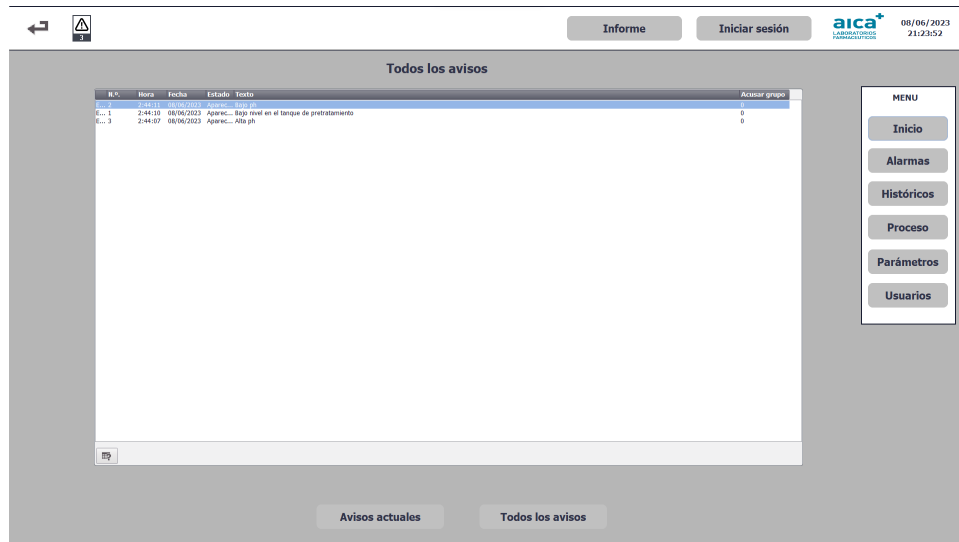 3
Informe
Iniciar sesión
aica+
LABORATORIOS
FARMACEUTICOS
08/06/2023
21:23:52
Todos los avisos
N.º. Hora Fecha Estado Texto Acusar grupo
E... 2 2:44:11 08/06/2023 Aparec... Bajo ph 0
E... 1 2:44:10 08/06/2023 Aparec... Bajo nivel en el tanque de pretratamiento 0
E... 3 2:44:07 08/06/2023 Aparec... Alta ph 0
MENU
Inicio
Alarmas
Históricos
Proceso
Parámetros
Usuarios
Avisos actuales
Todos los avisos